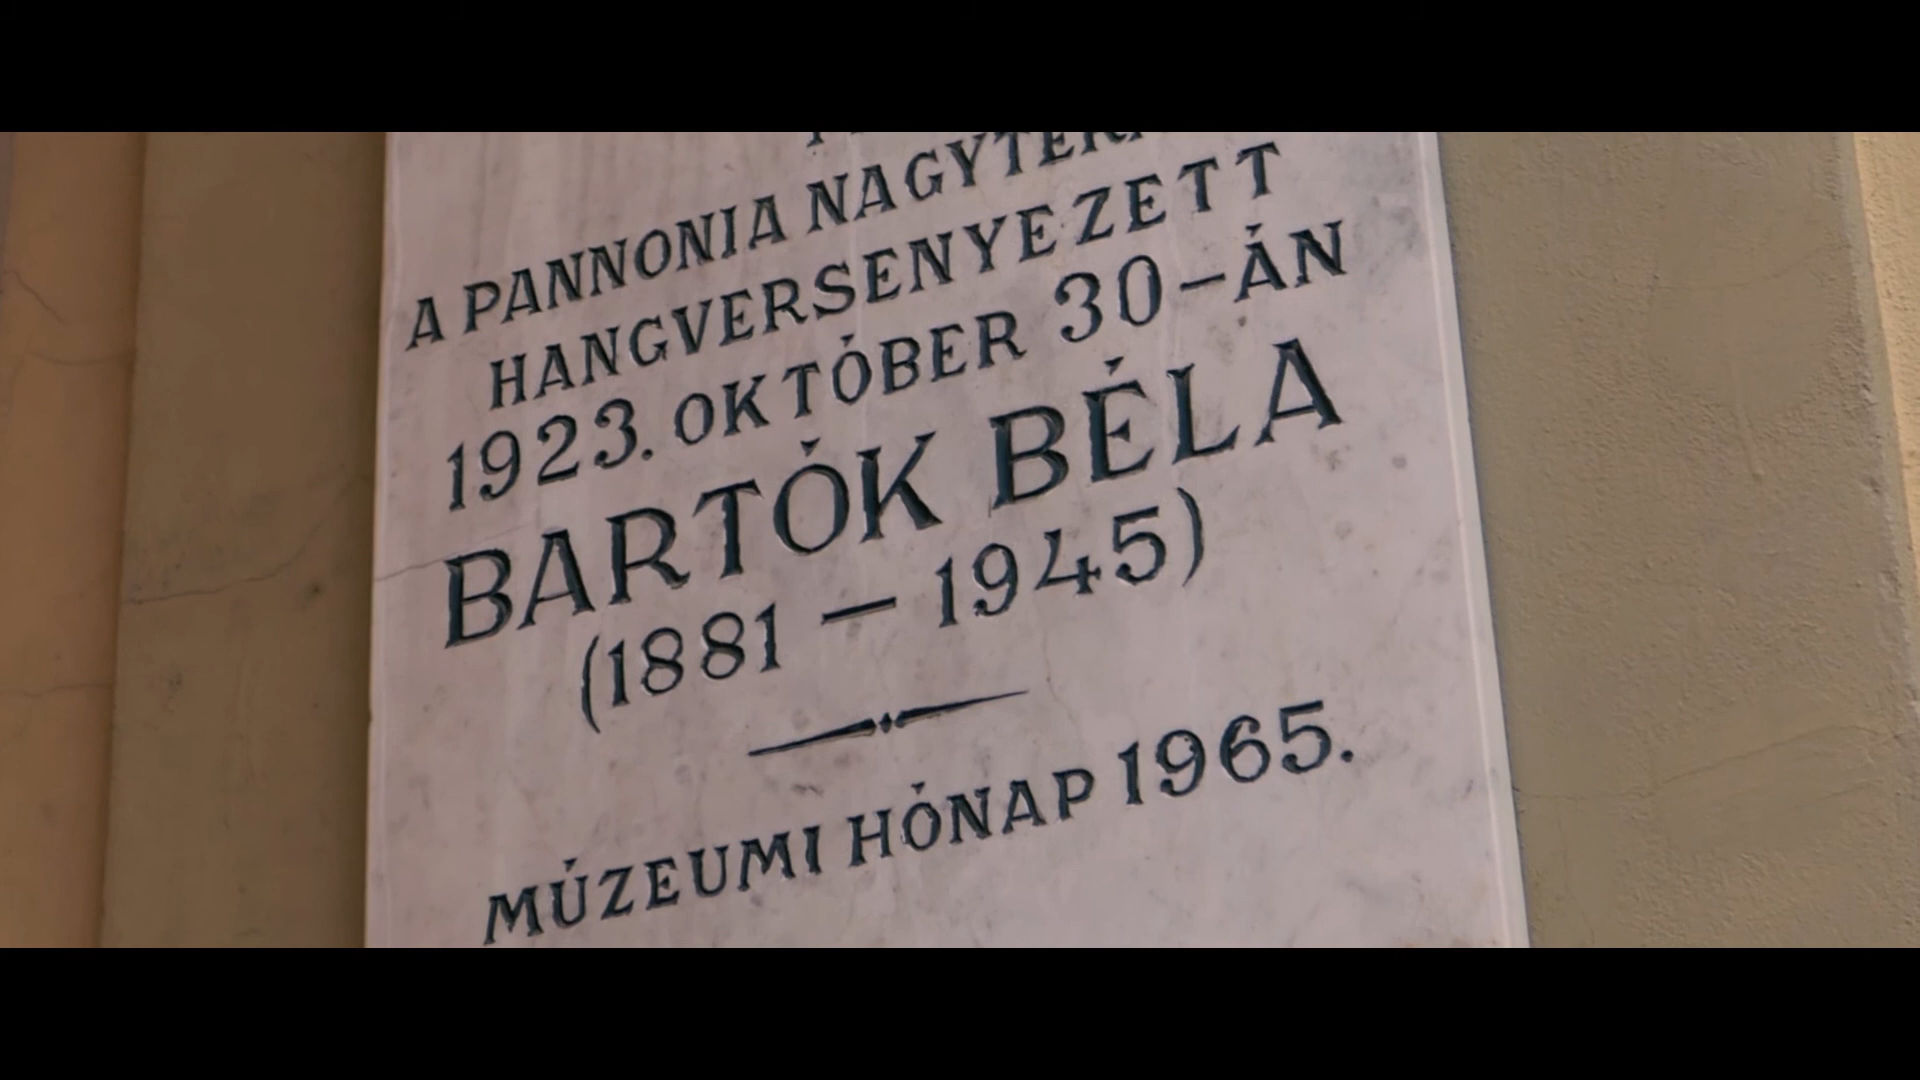 A PANNONIA
HANGVERSENYEZETT
1923. OKTÓBER 30-ÁN
BARTÓK BÉLA
(1881 - 1945)
MÚZEUMI HÓNAP 1965.